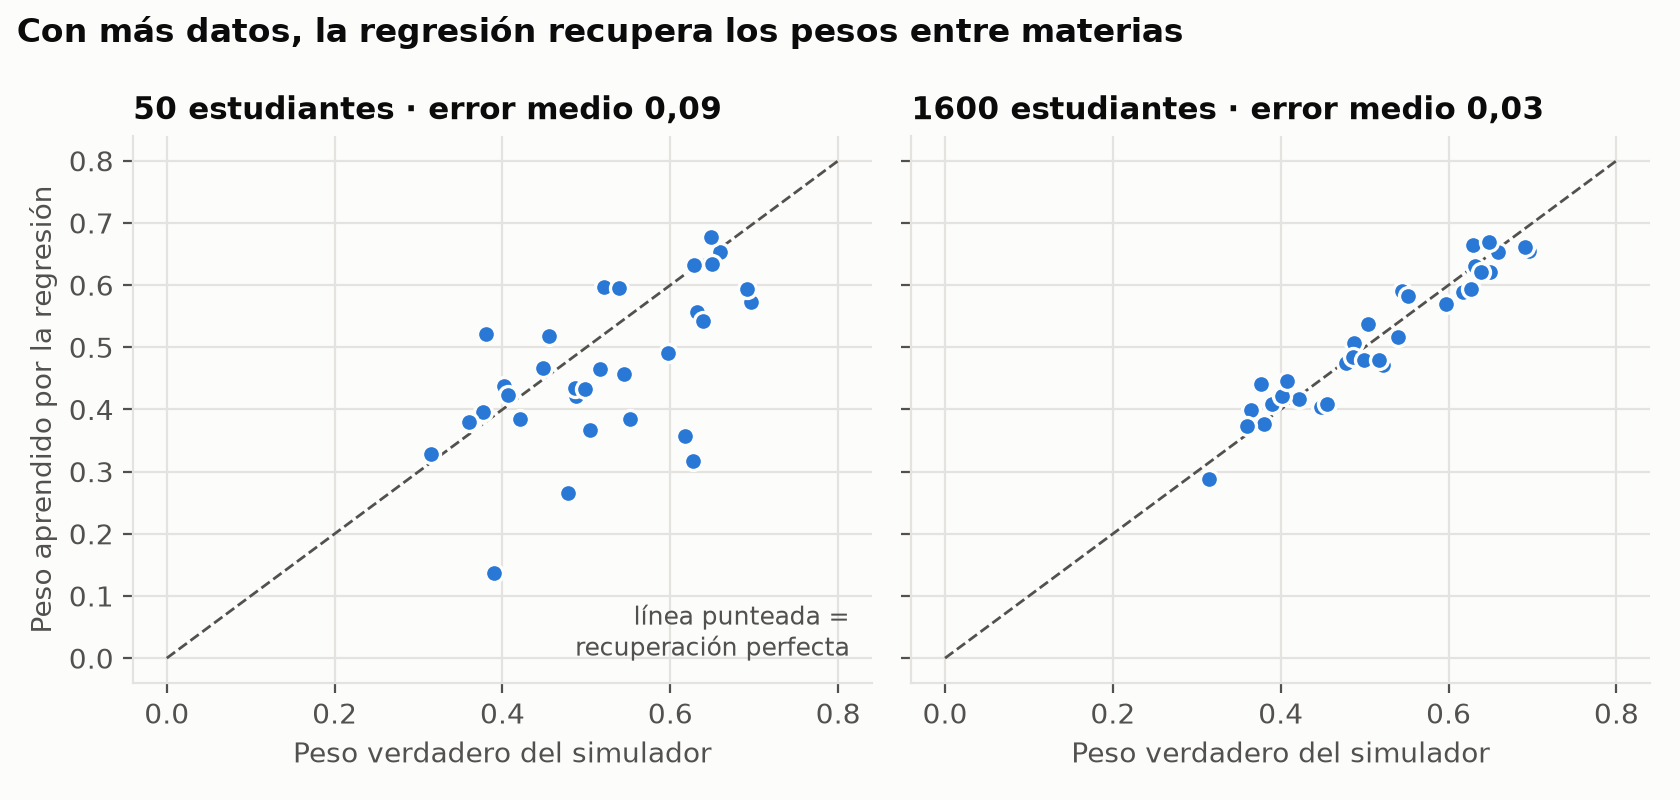 Con más datos, la regresión recupera los pesos entre materias
50 estudiantes · error medio 0,09
1600 estudiantes · error medio 0,03
Peso aprendido por la regresión
0.8
0.7
0.6
0.5
0.4
0.3
0.2
0.1
0.0
línea punteada =
recuperación perfecta
0.0 0.2 0.4 0.6 0.8
0.0 0.2 0.4 0.6 0.8
Peso verdadero del simulador
Peso verdadero del simulador